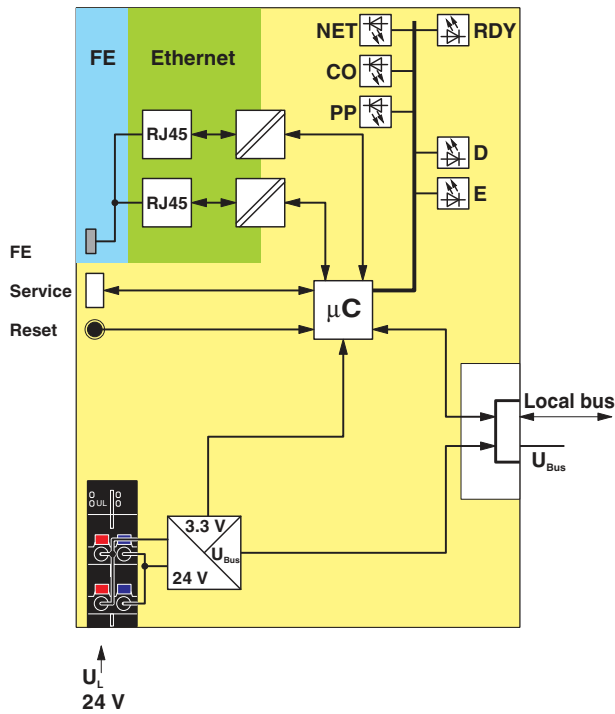 NET
RDY
FE
Ethernet
CO
PP
RJ45
D
RJ45
E
FE
Service
µC
Reset
Local bus
U Bus
UL
3.3 V
U Bus
24 V
U L
24 V